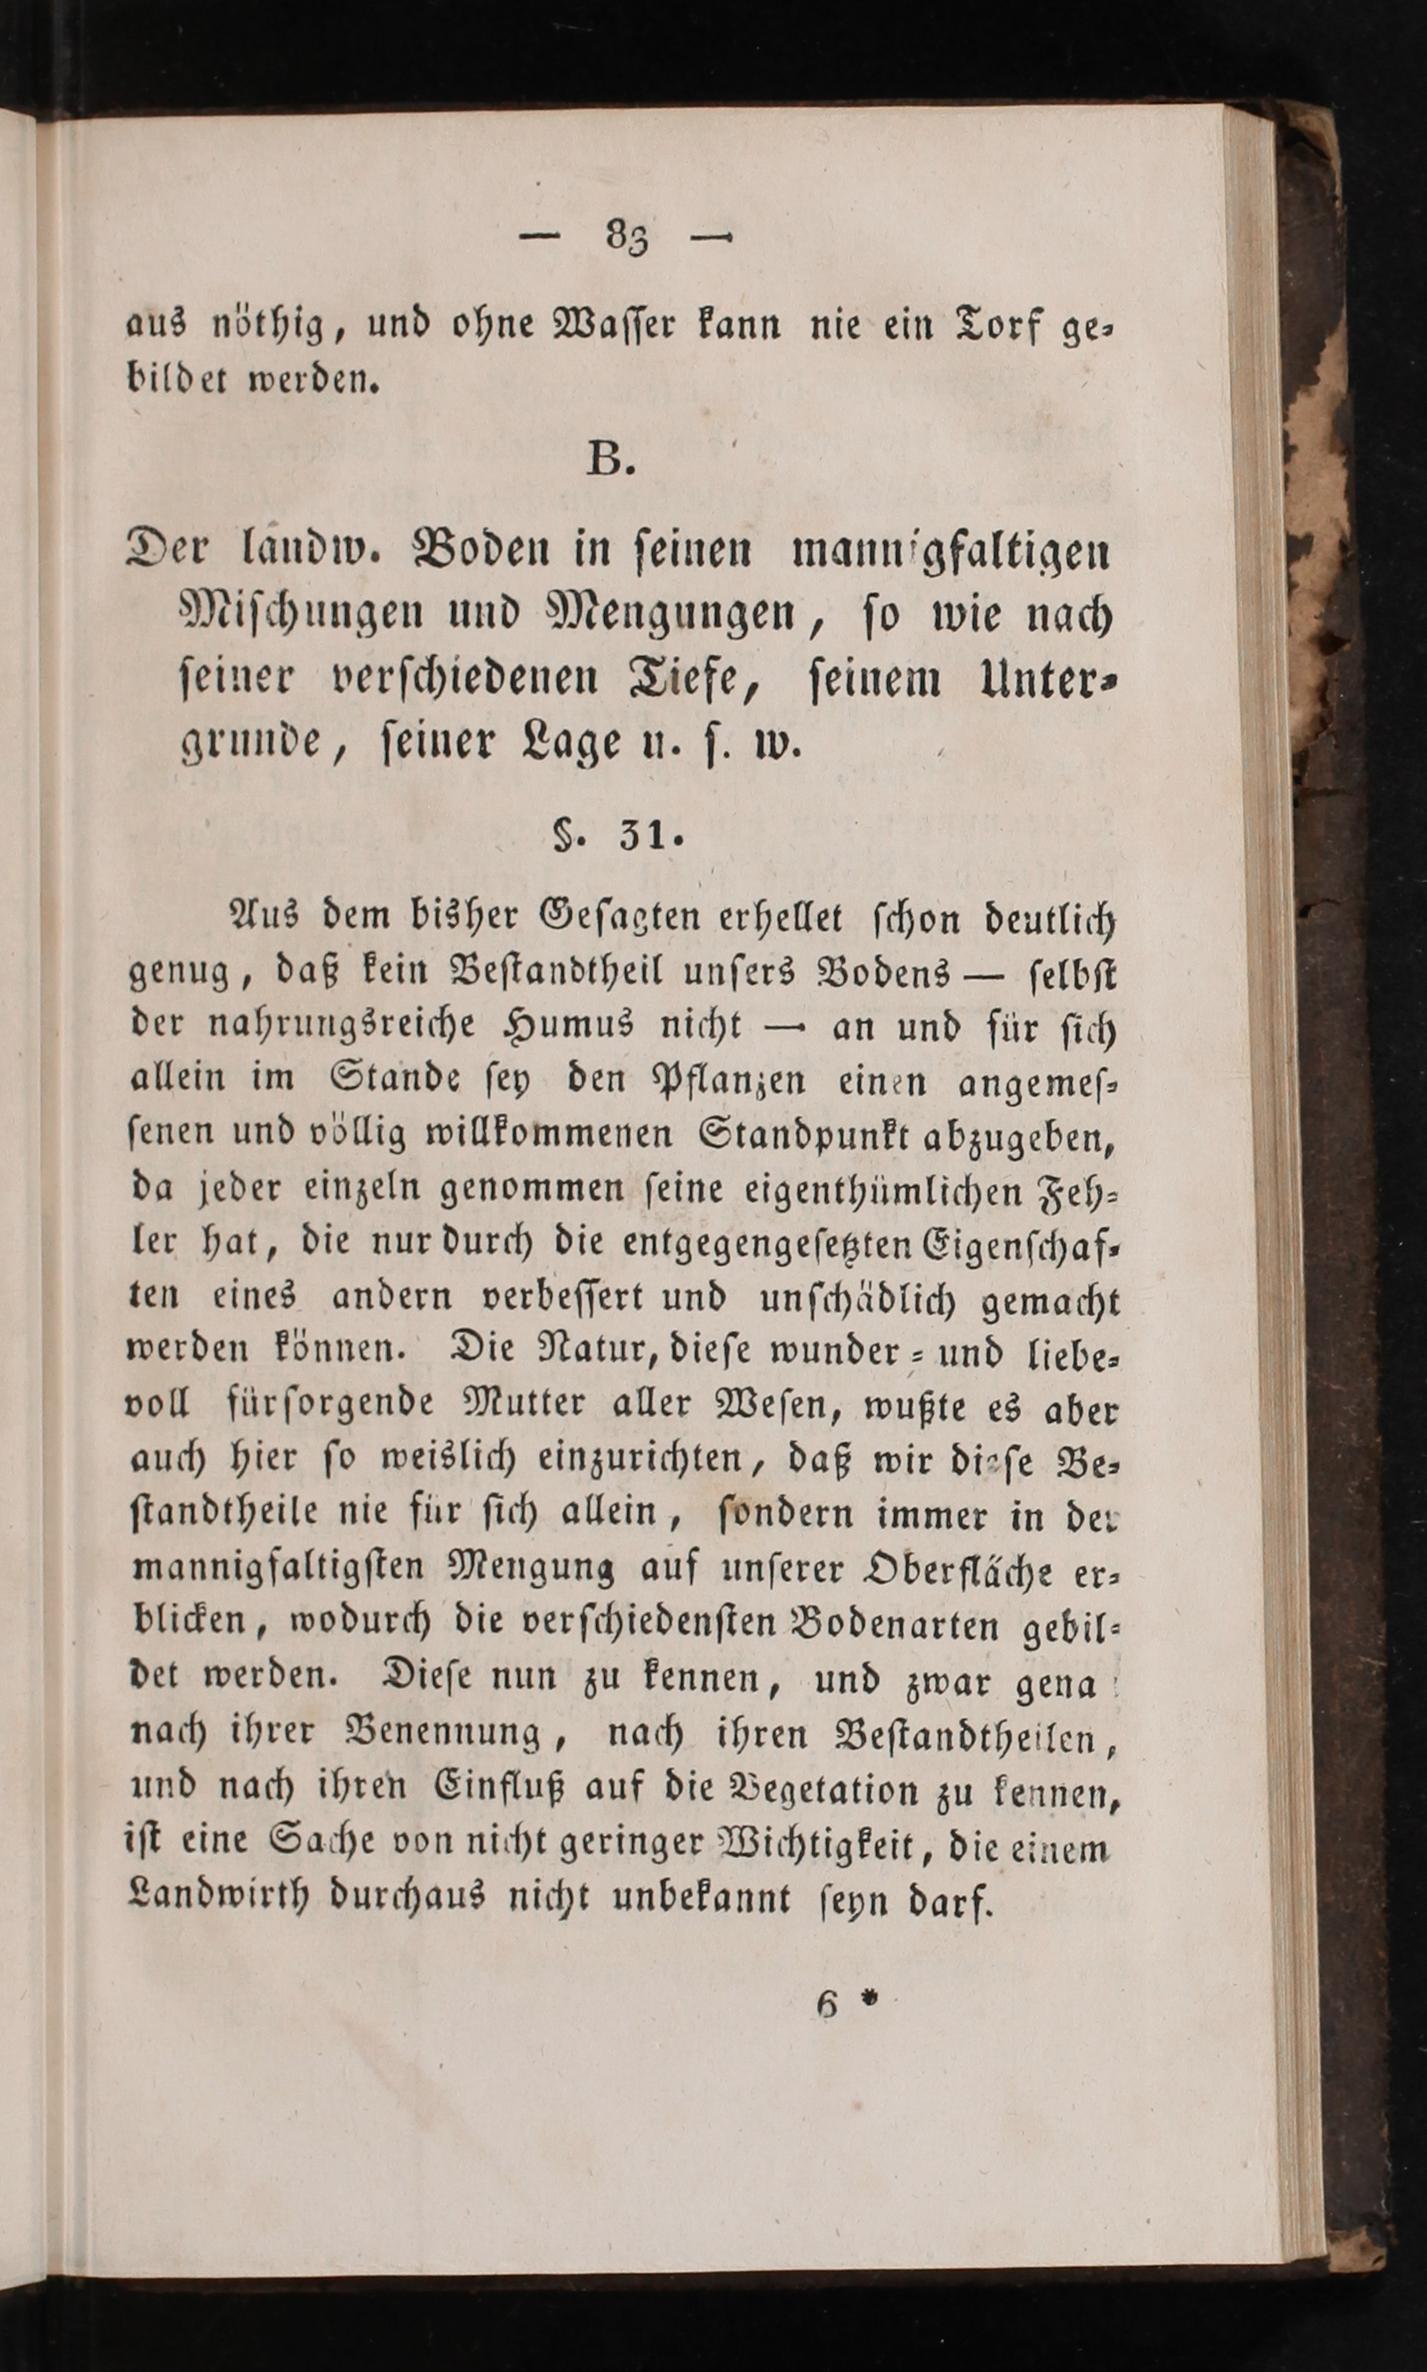 — 83 —
aus nöthig, und ohne Waſſer kann nie ein Torf ge⸗
bildet werden.
B.
Der landw. Boden in ſeinen mannigfaltigen
Miſchungen und Mengungen, ſo wie nach
ſeiner verſchiedenen Tiefe, ſeinem Unter⸗
grunde, ſeiner Lage u. ſ. w.
§. 31.
Aus dem bisher Geſagten erhellet ſchon deutlich
genug, daß kein Beſtandtheil unſers Bodens — ſelbſt
der nahrungsreiche Humus nicht — an und für ſich
allein im Stande ſey den Pflanzen einen angemeſ⸗
ſenen und völlig willkommenen Standpunkt abzugeben,
da jeder einzeln genommen ſeine eigenthümlichen Feh⸗
ler hat, die nur durch die entgegengeſetzten Eigenſchaf⸗
ten eines andern verbeſſert und unſchädlich gemacht
werden können. Die Natur, dieſe wunder⸗ und liebe⸗
voll fürſorgende Mutter aller Weſen, wußte es aber
auch hier ſo weislich einzurichten, daß wir dieſe Be⸗
ſtandtheile nie für ſich allein, ſondern immer in der
mannigfaltigſten Mengung auf unſerer Oberfläche er⸗
blicken, wodurch die verſchiedenſten Bodenarten gebil⸗
det werden. Dieſe nun zu kennen, und zwar gena
nach ihrer Benennung, nach ihren Beſtandtheilen,
und nach ihren Einfluß auf die Vegetation zu kennen,
iſt eine Sache von nicht geringer Wichtigkeit, die einem
Landwirth durchaus nicht unbekannt ſeyn darf.
6 *